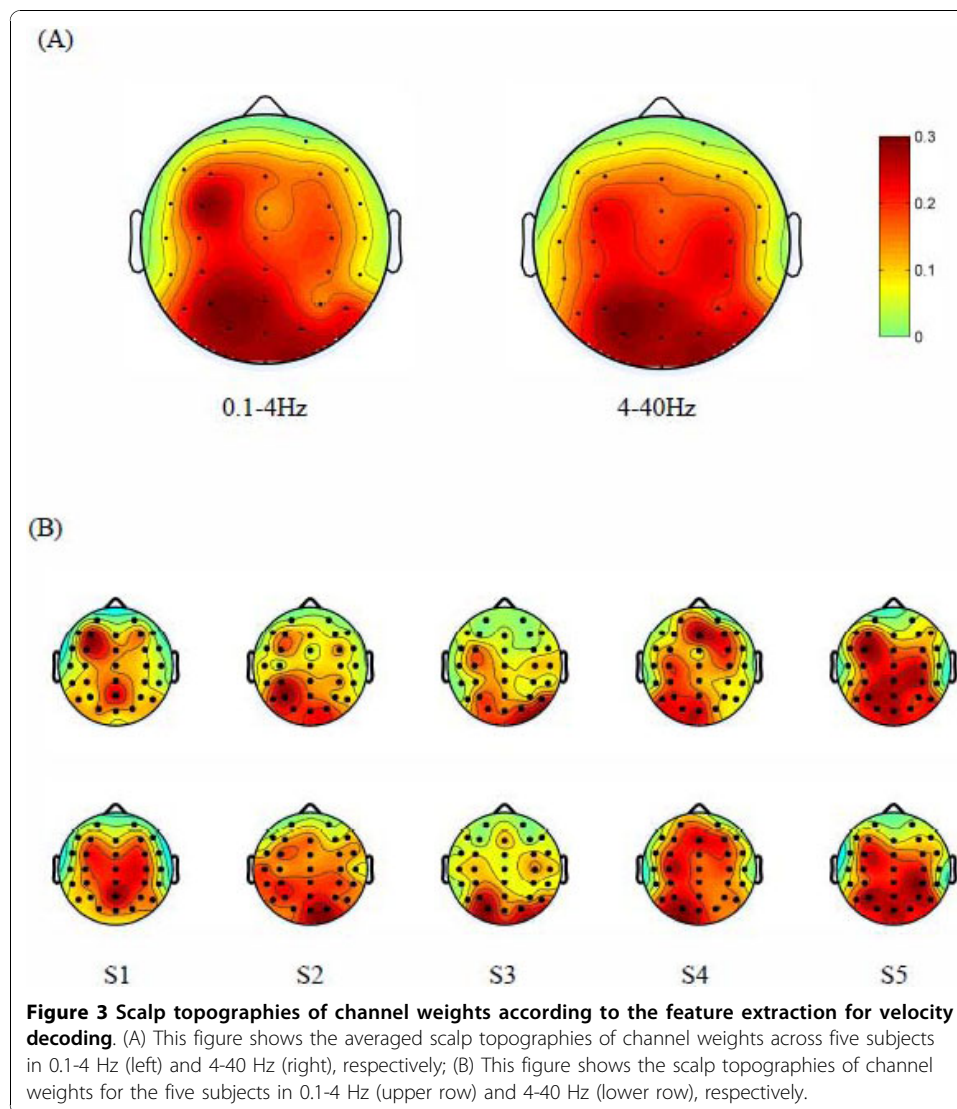 (A)
0.3
0.2
0.1
0
0.1-4Hz
4-40Hz
(B)
S1
S2
S3
S4
S5
Figure 3 Scalp topographies of channel weights according to the feature extraction for velocity
decoding. (A) This figure shows the averaged scalp topographies of channel weights across five subjects
in 0.1-4 Hz (left) and 4-40 Hz (right), respectively; (B) This figure shows the scalp topographies of channel
weights for the five subjects in 0.1-4 Hz (upper row) and 4-40 Hz (lower row), respectively.